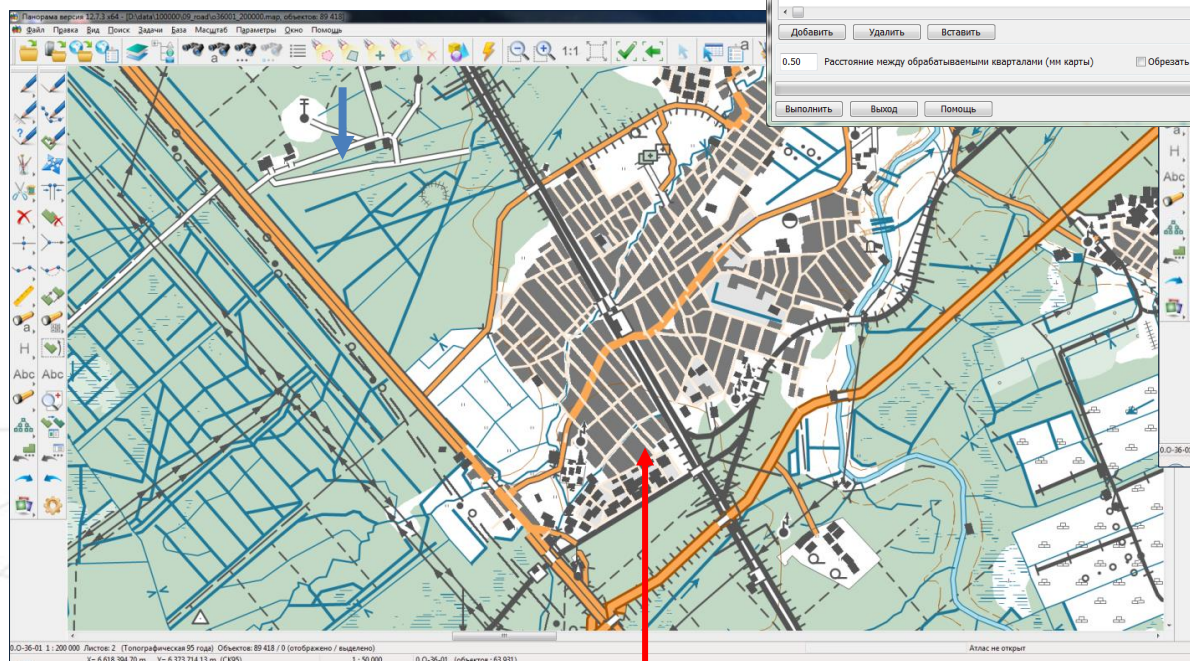 Панорама версия 12.7.3 x64 - [D:\data\100000\09_road\o36001_200000.map, объектов: 89 418]
Файл Правка Вид Поиск Задачи База Масштаб Параметры Окно Помощь
1:1
Добавить Удалить Вставить
0.50 Расстояние между обрабатываемыми кварталами (мм карты) Обрезать
Выполнить Выход Помощь
a
H
Abc
a
H
Abc Abc
0.O-36-01 1 : 200 000 Листов: 2 (Топографическая 95 года) Объектов: 89 418 / 0 (отображено / выделено) Атлас не открыт
X= 6 618 394.70 m Y= 6 373 714.13 m (СК95) 1 : 50 000 0.O-36-01 (объектов : 63 931)